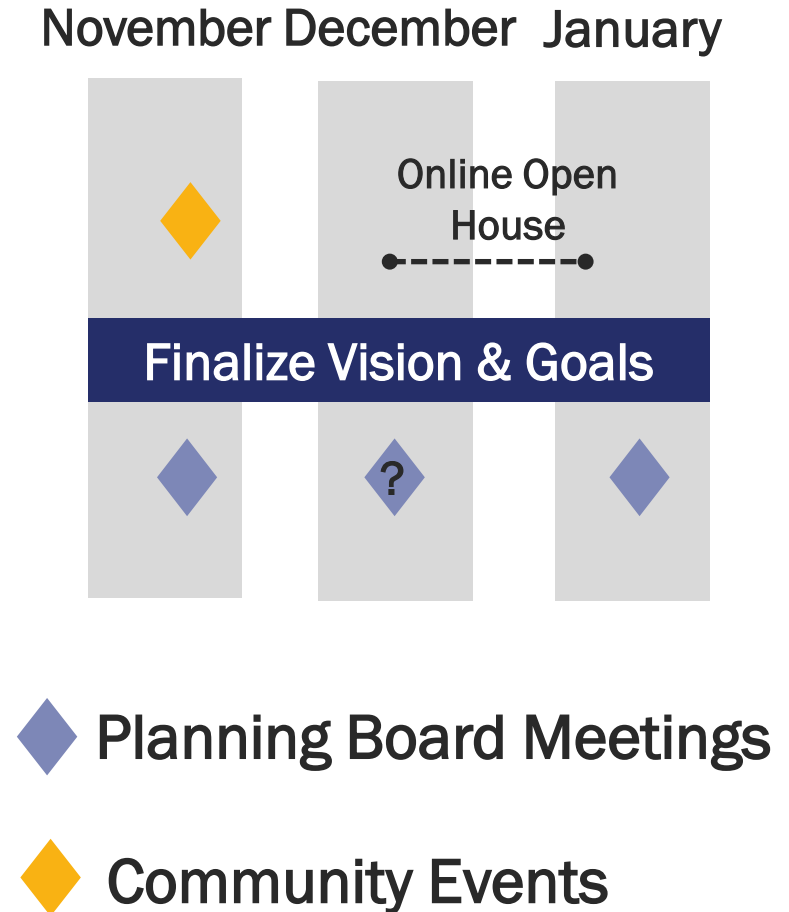 November December January
Online Open
House
Finalize Vision & Goals
?
Planning Board Meetings
Community Events